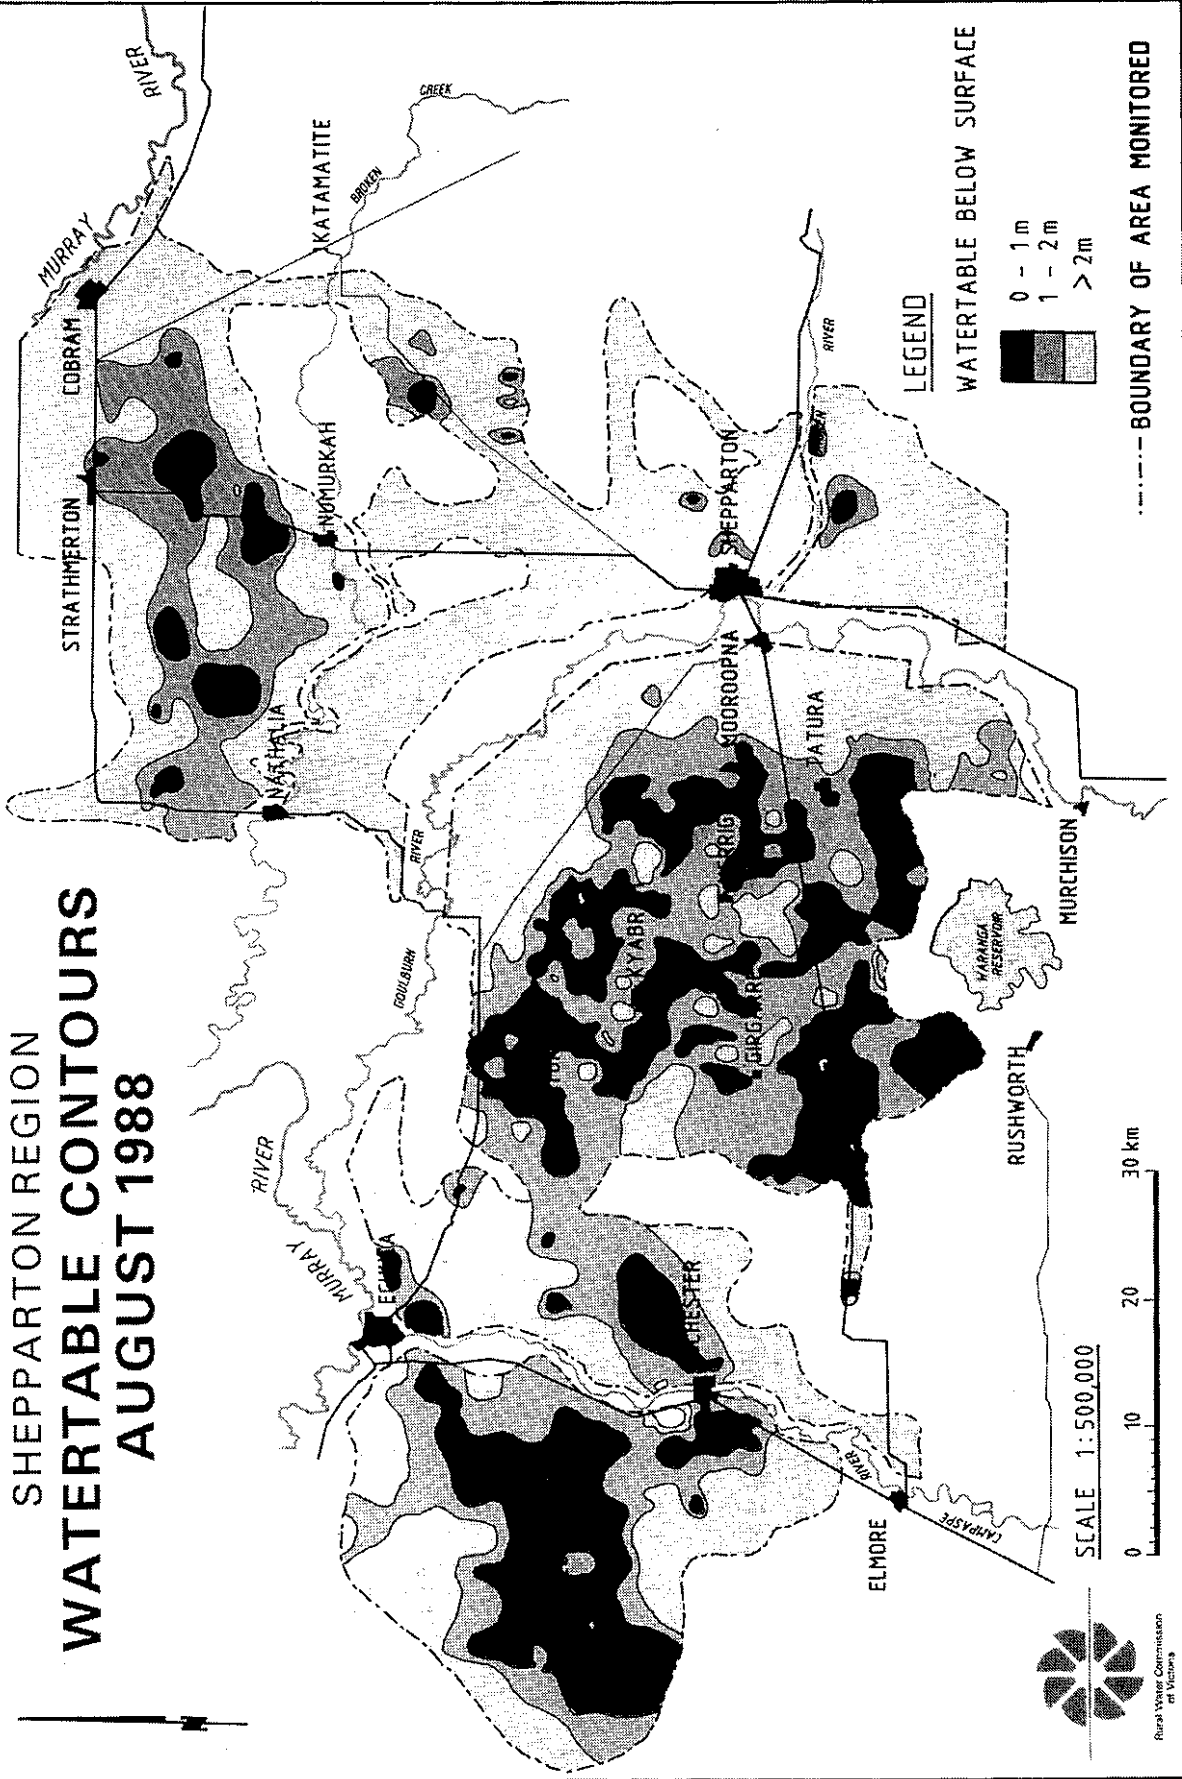 SHEPPARTON REGION
WATERTABLE CONTOURS
AUGUST 1988
MURRAY
RIVER
COBRAM
STRATHMERTON
KATAMATITE
BROKEN
CREEK
NUMURKAH
NATHALIA
RIVER
GOULBURN
RIVER
MURRAY
SHEPPARTON
MOOROOPNA
TATURA
RIVER
KYABR
GIRGARRE
CHESTER
WARANGA
RESERVOIR
MURCHISON
RUSHWORTH
ELMORE
RIVER
CAMPASPE
LEGEND
WATERTABLE BELOW SURFACE
0 - 1m
1 - 2m
> 2m
BOUNDARY OF AREA MONITORED
SCALE 1:500,000
0 10 20 30 km
Rural Water Commission
of Victoria